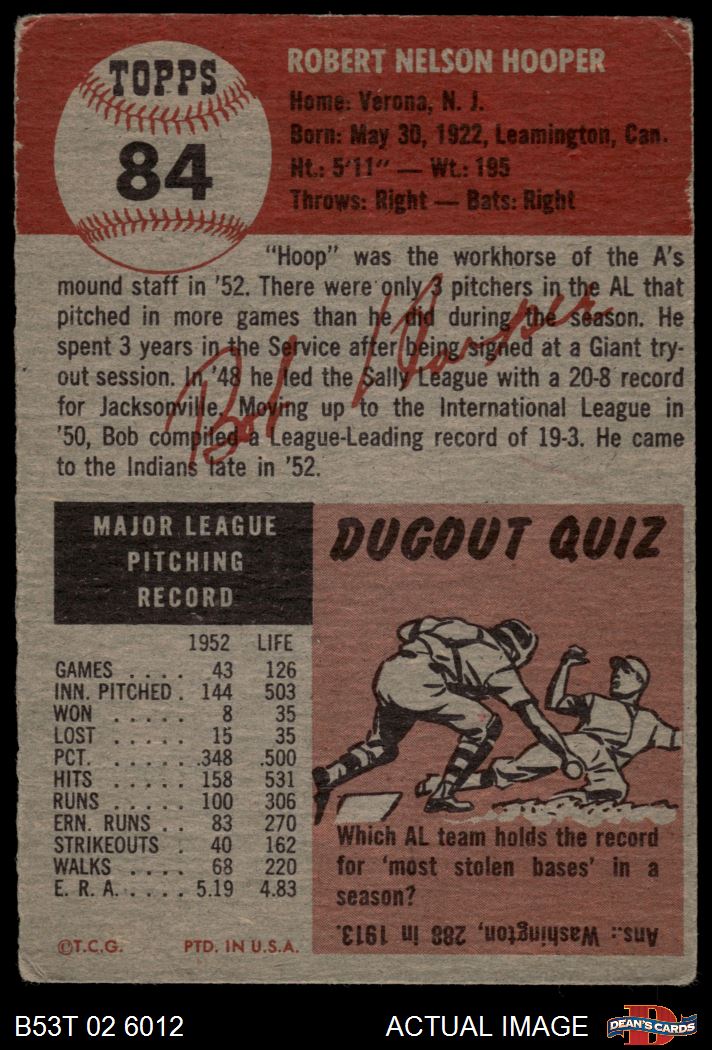 TOPPS
84
ROBERT NELSON HOOPER
Home: Verona, N. J.
Born: May 30, 1922, Leamington, Can.
Ht.: 5'11" — Wt.: 195
Throws: Right — Bats: Right
"Hoop" was the workhorse of the A's
mound staff in '52. There were only 3 pitchers in the AL that
pitched in more games than he did during the season. He
spent 3 years in the Service after being signed at a Giant try-
out session. In '48 he led the Sally League with a 20-8 record
for Jacksonville. Moving up to the International League in
'50, Bob compiled a League-Leading record of 19-3. He came
to the Indians late in '52.
Bob Hooper
MAJOR LEAGUE
PITCHING
RECORD
1952 LIFE
GAMES . . . . 43 126
INN. PITCHED . 144 503
WON . . . . . 8 35
LOST . . . . . 15 35
PCT. . . . . . .348 .500
HITS . . . . . 158 531
RUNS . . . . . 100 306
ERN. RUNS . . 83 270
STRIKEOUTS . 40 162
WALKS . . . . 68 220
E. R. A. . . . . 5.19 4.83
©T.C.G. PTD. IN U.S.A.
DUGOUT QUIZ
Which AL team holds the record
for 'most stolen bases' in a
season?
Ans.: Washington, 288 in 1913.
B53T 02 6012 ACTUAL IMAGE
D
DEAN'S CARDS